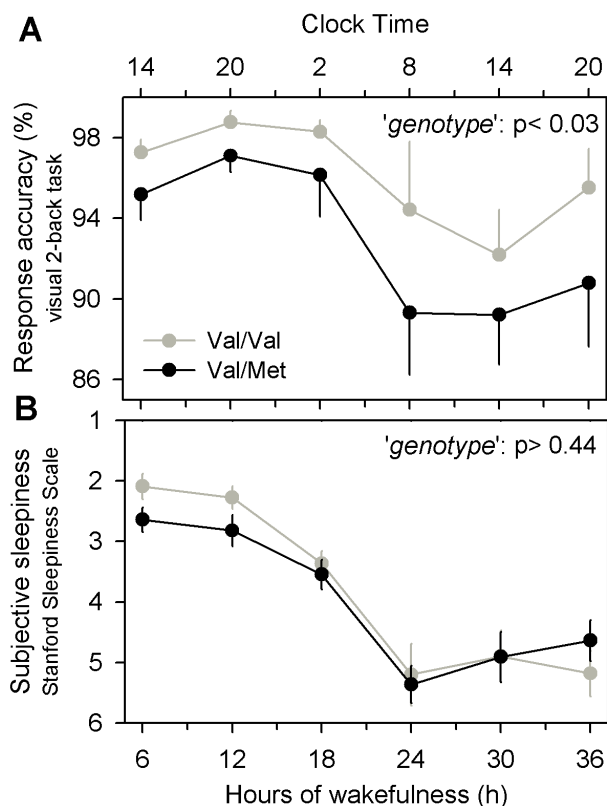 A
Clock Time
14 20 2 8 14 20
'genotype': p< 0.03
Response accuracy (%)
visual 2-back task
98
94
90
86
Val/Val
Val/Met
B
'genotype': p> 0.44
Subjective sleepiness
Stanford Sleepiness Scale
1
2
3
4
5
6
6 12 18 24 30 36
Hours of wakefulness (h)